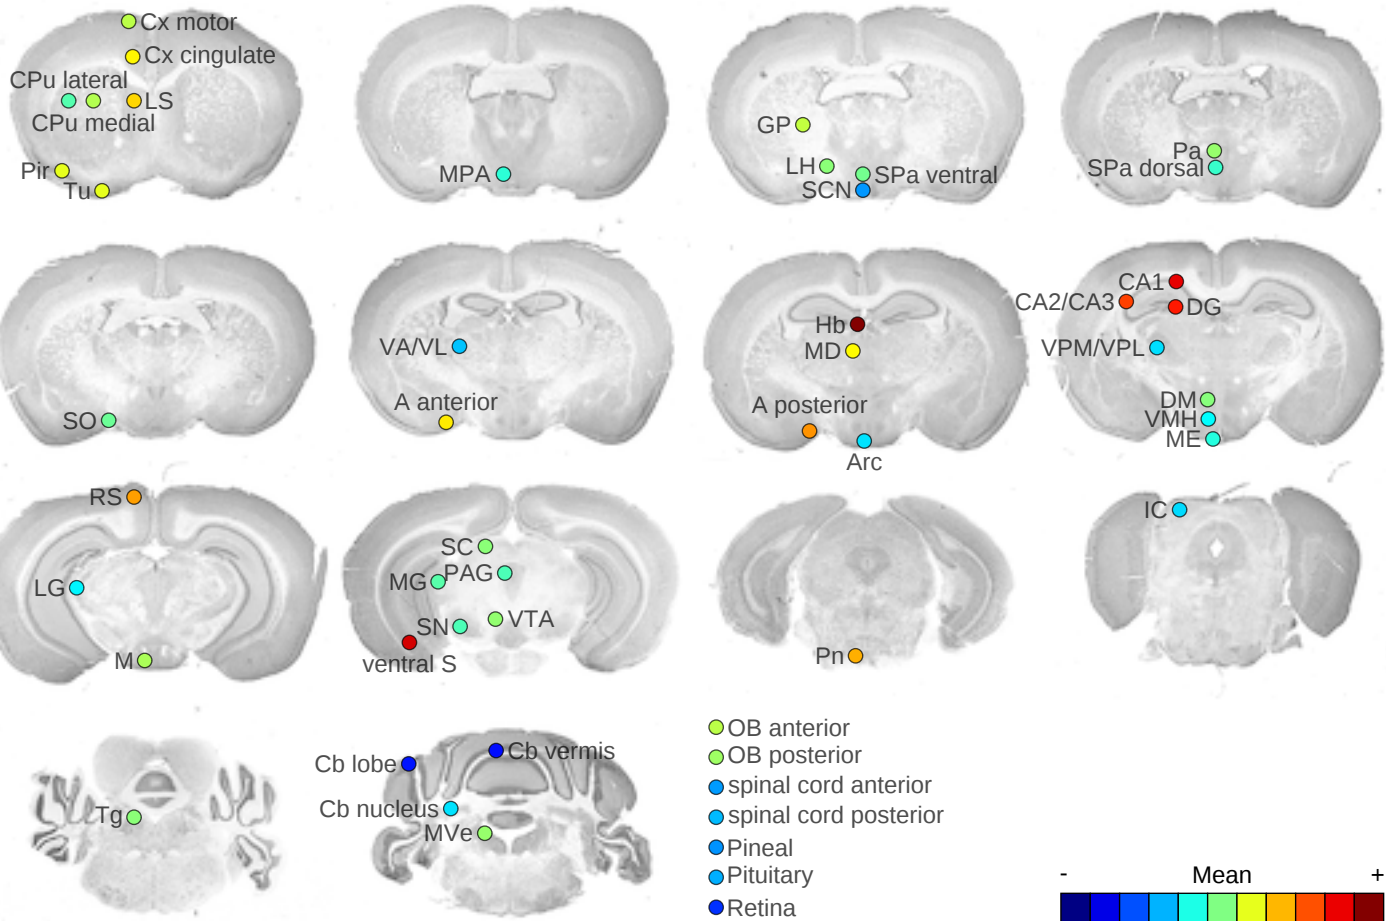 Cx motor
Cx cingulate
CPu lateral
LS
CPu medial
Pir
Tu
MPA
GP
LH
SPa ventral
SCN
Pa
SPa dorsal
SO
VA/VL
A anterior
Hb
MD
A posterior
Arc
CA1
CA2/CA3
DG
VPM/VPL
DM
VMH
ME
RS
LG
M
SC
MG
PAG
SN
VTA
ventral S
Pn
IC
Tg
Cb lobe
Cb vermis
Cb nucleus
MVe
OB anterior
OB posterior
spinal cord anterior
spinal cord posterior
Pineal
Pituitary
Retina
- Mean +